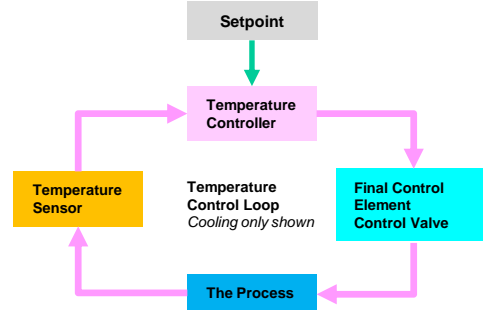 Setpoint
Temperature
Controller
Temperature
Sensor
Temperature
Control Loop
Cooling only shown
Final Control
Element
Control Valve
The Process